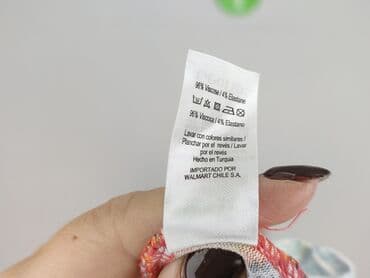 96% Viscose / 4% Elastane
96% Viscosa / 4% Elastano
Lavar con colores similares /
Planchar por el revés / Lavar
por el revés
Hecho en Turquia
IMPORTADO POR
WALMART CHILE S.A.